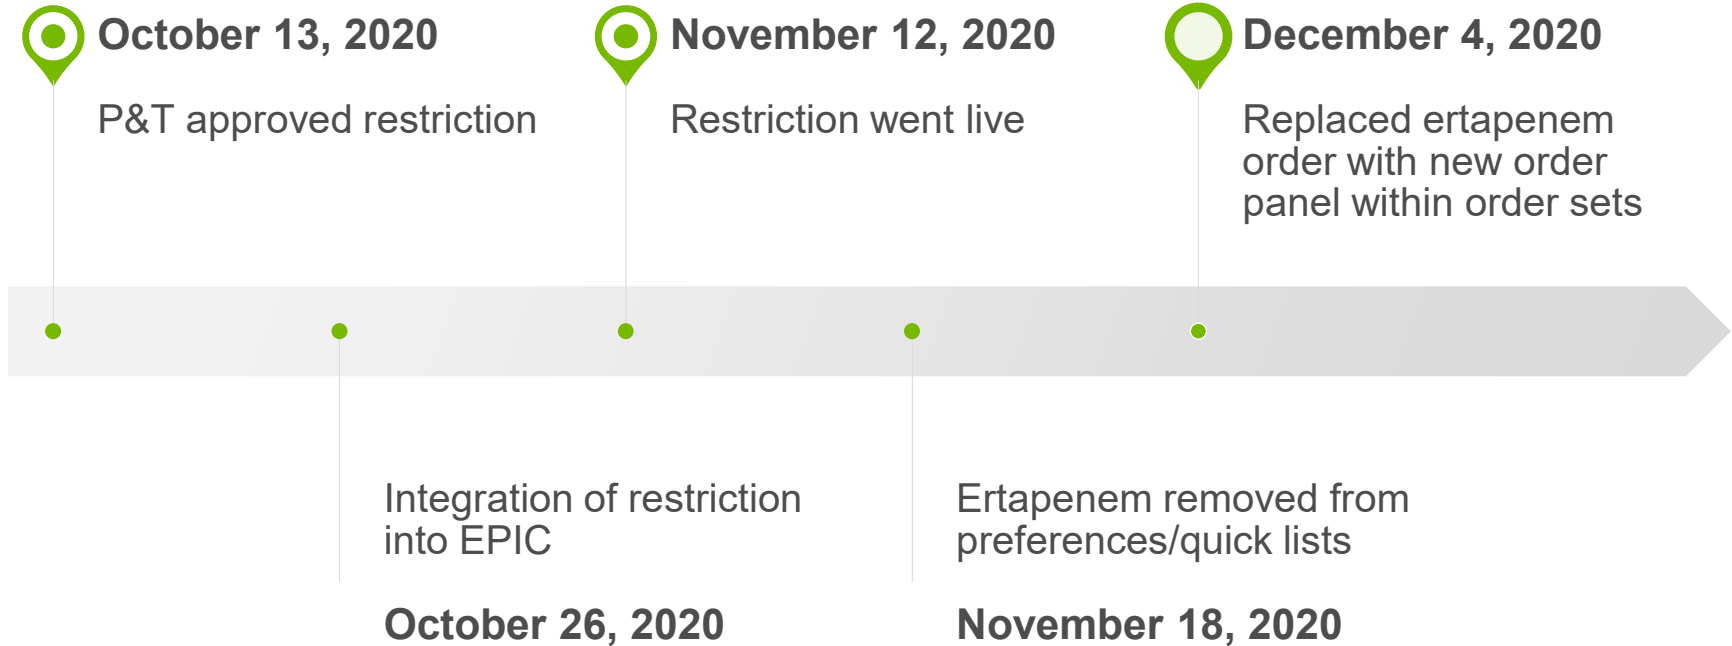 October 13, 2020
P&T approved restriction
November 12, 2020
Restriction went live
December 4, 2020
Replaced ertapenem
order with new order
panel within order sets
Integration of restriction
into EPIC
October 26, 2020
Ertapenem removed from
preferences/quick lists
November 18, 2020